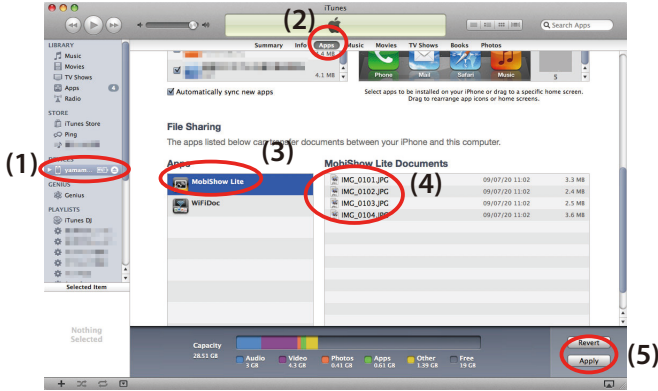 iTunes
Search Apps
(2)
LIBRARY
Music
Movies
TV Shows
Apps
4
Radio
STORE
iTunes Store
Ping
(1)
DEVICES
yamam...
GENIUS
Genius
PLAYLISTS
iTunes DJ
Selected Item
Nothing
Selected
Summary Info Apps Music Movies TV Shows Books Photos
4.1 MB
Phone Mail Safari Music
5
Automatically sync new apps
Select apps to be installed on your iPhone or drag to a specific home screen.
Drag to rearrange app icons or home screens.
File Sharing
The apps listed below can transfer documents between your iPhone and this computer.
(3)
Apps
MobiShow Lite
WiFiDoc
MobiShow Lite Documents
(4)
IMG_0101.JPG 09/07/20 11:02 3.3 MB
IMG_0102.JPG 09/07/20 11:02 2.4 MB
IMG_0103.JPG 09/07/20 11:02 2.5 MB
IMG_0104.JPG 09/07/20 11:02 3.6 MB
Capacity
28.51 GB
Audio
3 GB
Video
4.3 GB
Photos
0.41 GB
Apps
0.61 GB
Other
1.39 GB
Free
19 GB
Revert
Apply
(5)